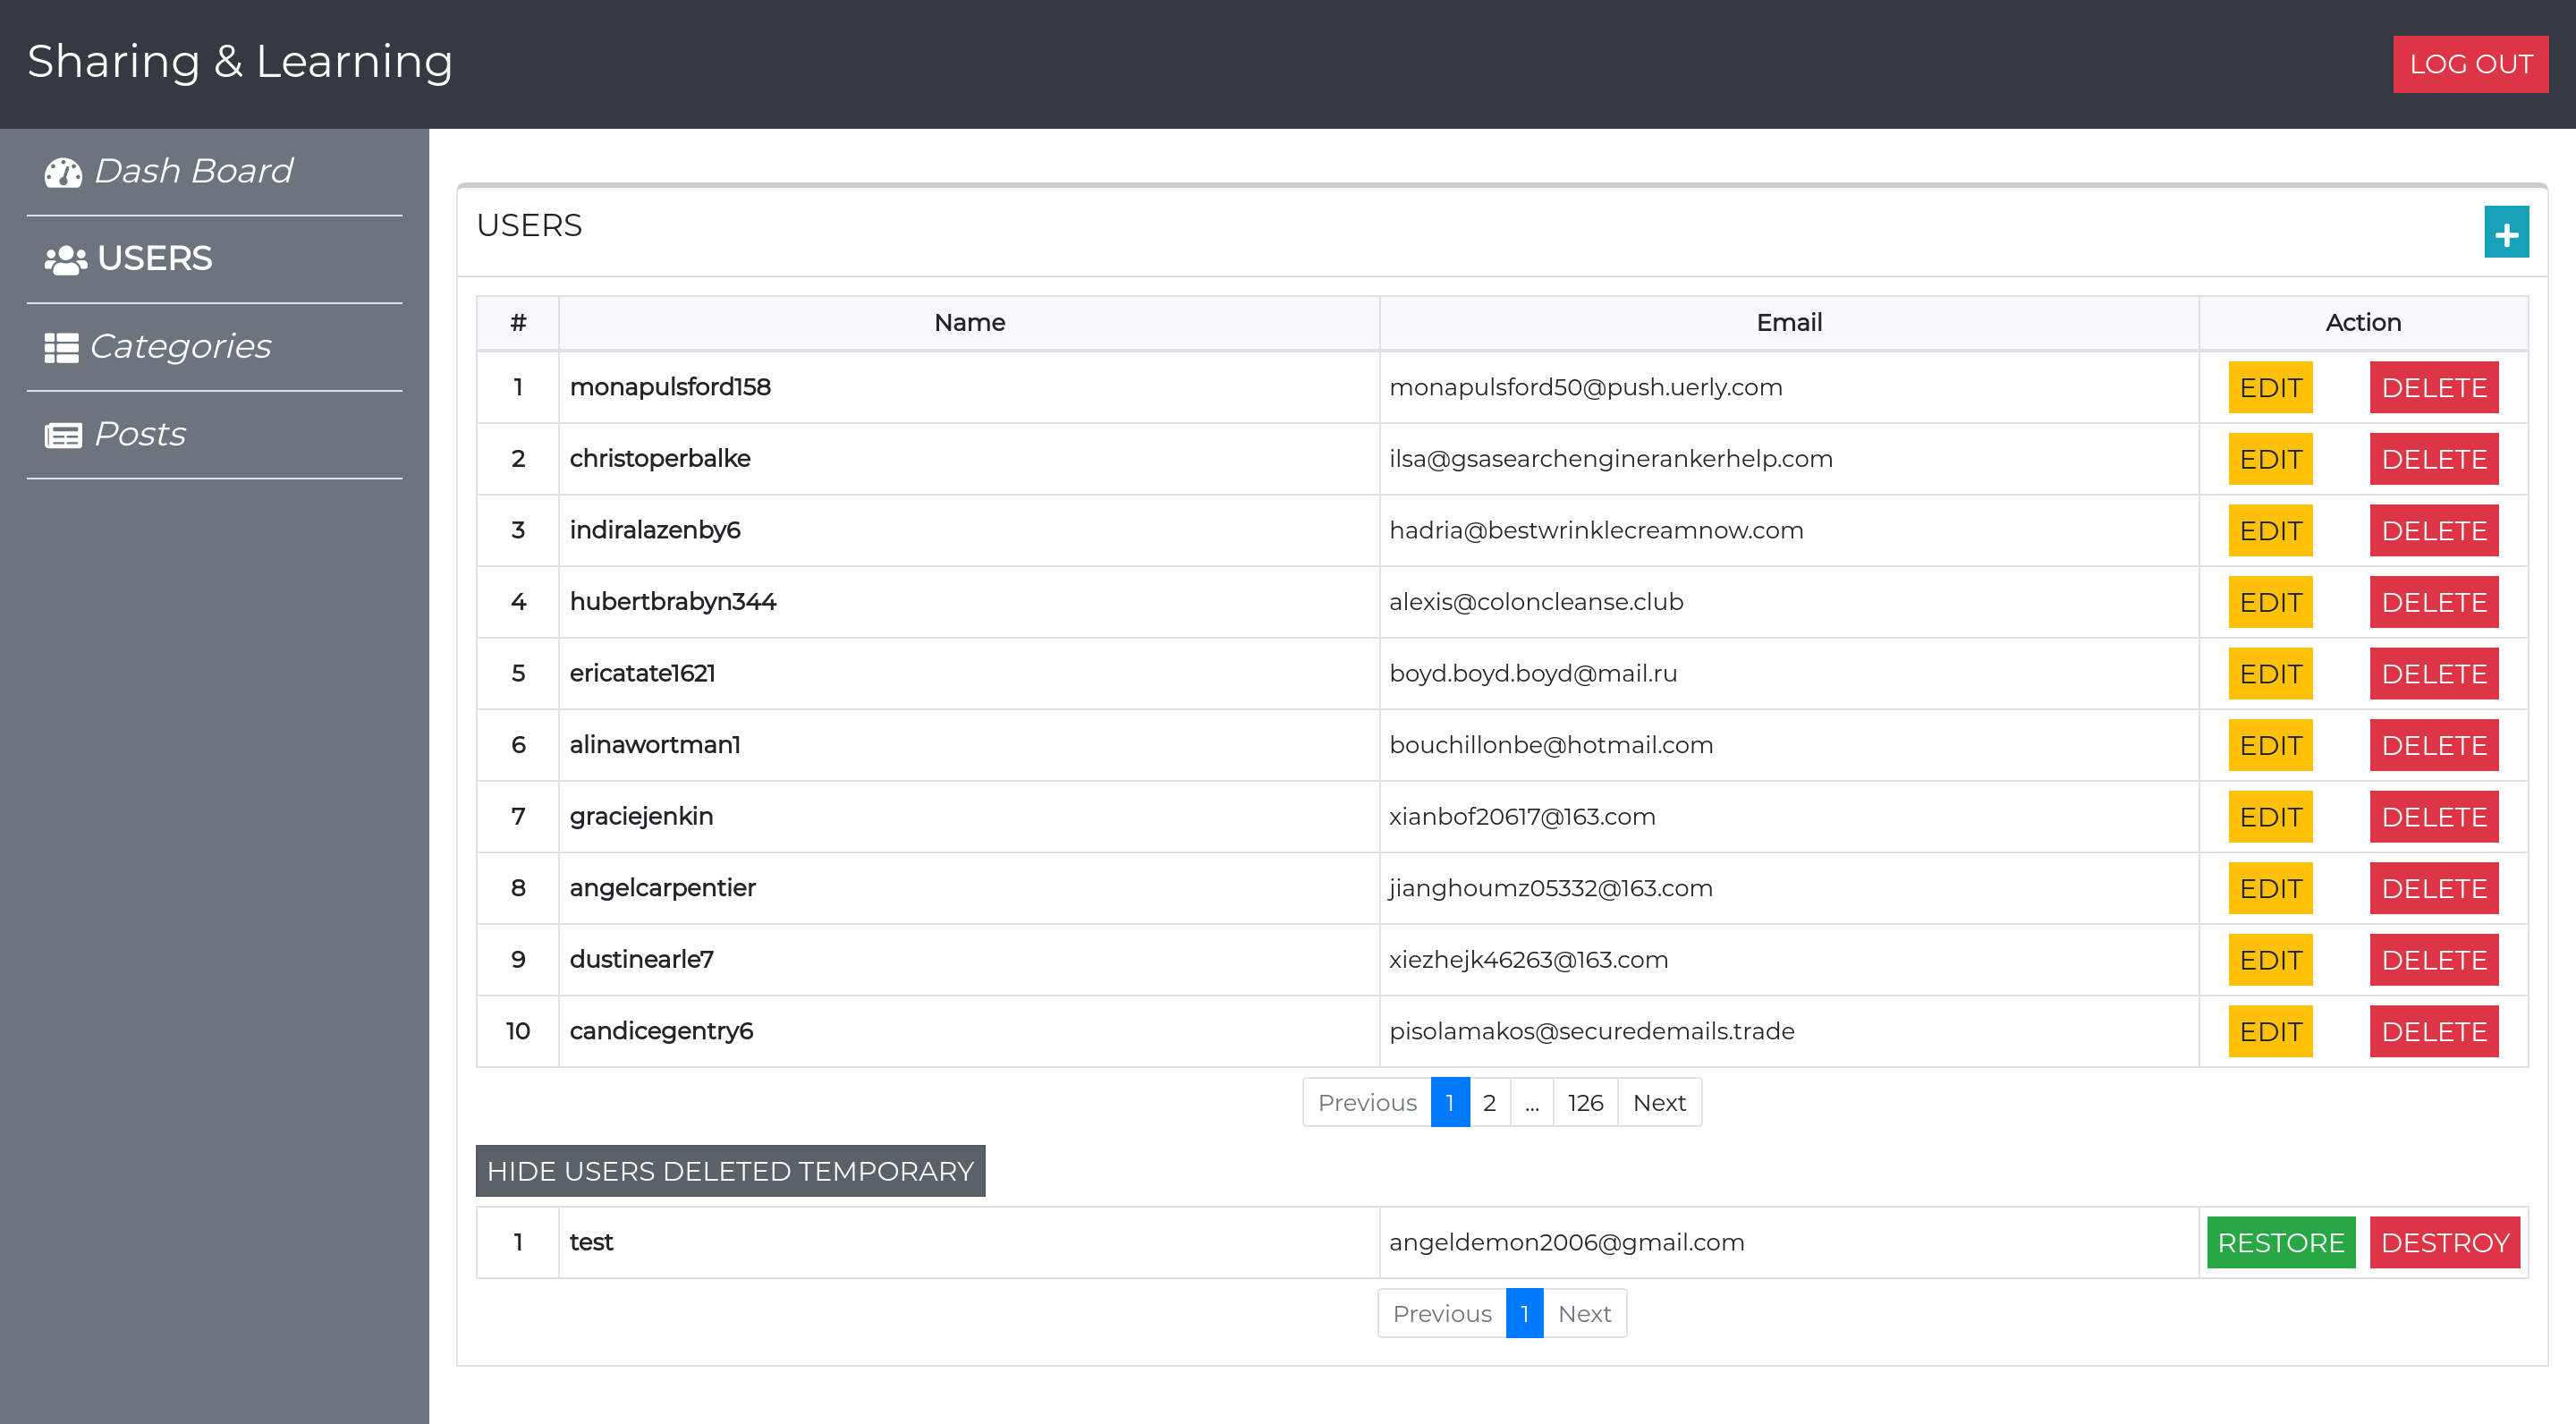 Sharing & Learning
LOG OUT
Dash Board
USERS
Categories
Posts
USERS
# Name Email Action
1 monapulsford158 monapulsford50@push.uerly.com EDIT DELETE
2 christoperbalke ilsa@gsasearchenginerankerhelp.com EDIT DELETE
3 indiralazenby6 hadria@bestwrinklecreamnow.com EDIT DELETE
4 hubertbrabyn344 alexis@coloncleanse.club EDIT DELETE
5 ericatate1621 boyd.boyd.boyd@mail.ru EDIT DELETE
6 alinawortman1 bouchillonbe@hotmail.com EDIT DELETE
7 graciejenkin xianbof20617@163.com EDIT DELETE
8 angelcarpentier jianghoumz05332@163.com EDIT DELETE
9 dustinearle7 xiezhejk46263@163.com EDIT DELETE
10 candicegentry6 pisolamakos@securedemails.trade EDIT DELETE
Previous 1 2 ... 126 Next
HIDE USERS DELETED TEMPORARY
1 test angeldemon2006@gmail.com RESTORE DESTROY
Previous 1 Next